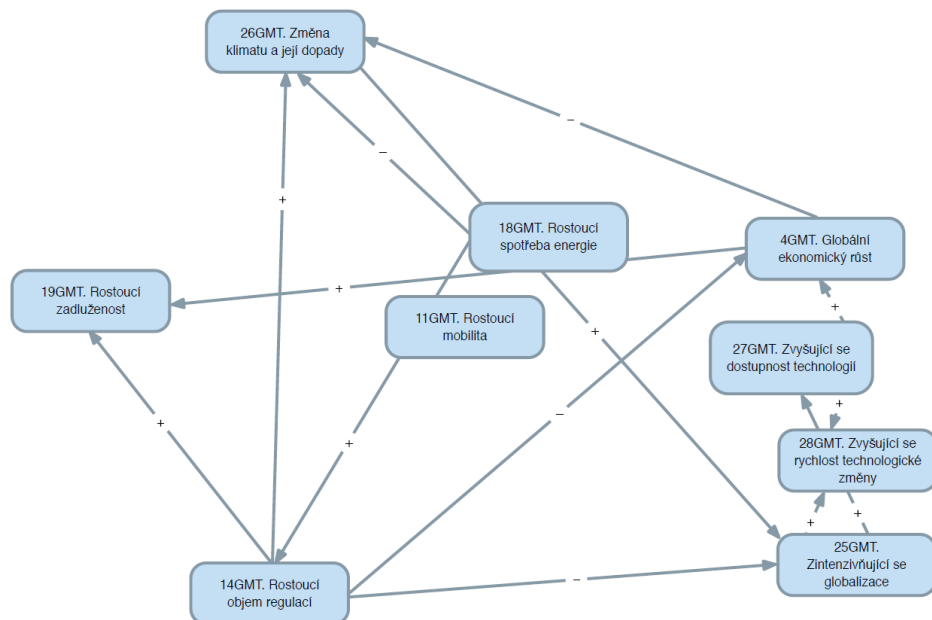 26GMT. Změna
klimatu a její dopady
–
–
+
18GMT. Rostoucí
spotřeba energie
4GMT. Globální
ekonomický růst
19GMT. Rostoucí
zadluženost
+
+
11GMT. Rostoucí
mobilita
+
27GMT. Zvyšující se
dostupnost technologií
+
–
+
+
28GMT. Zvyšující se
rychlost technologické
změny
+
+
25GMT.
Zintenzivňující se
globalizace
14GMT. Rostoucí
objem regulací
–